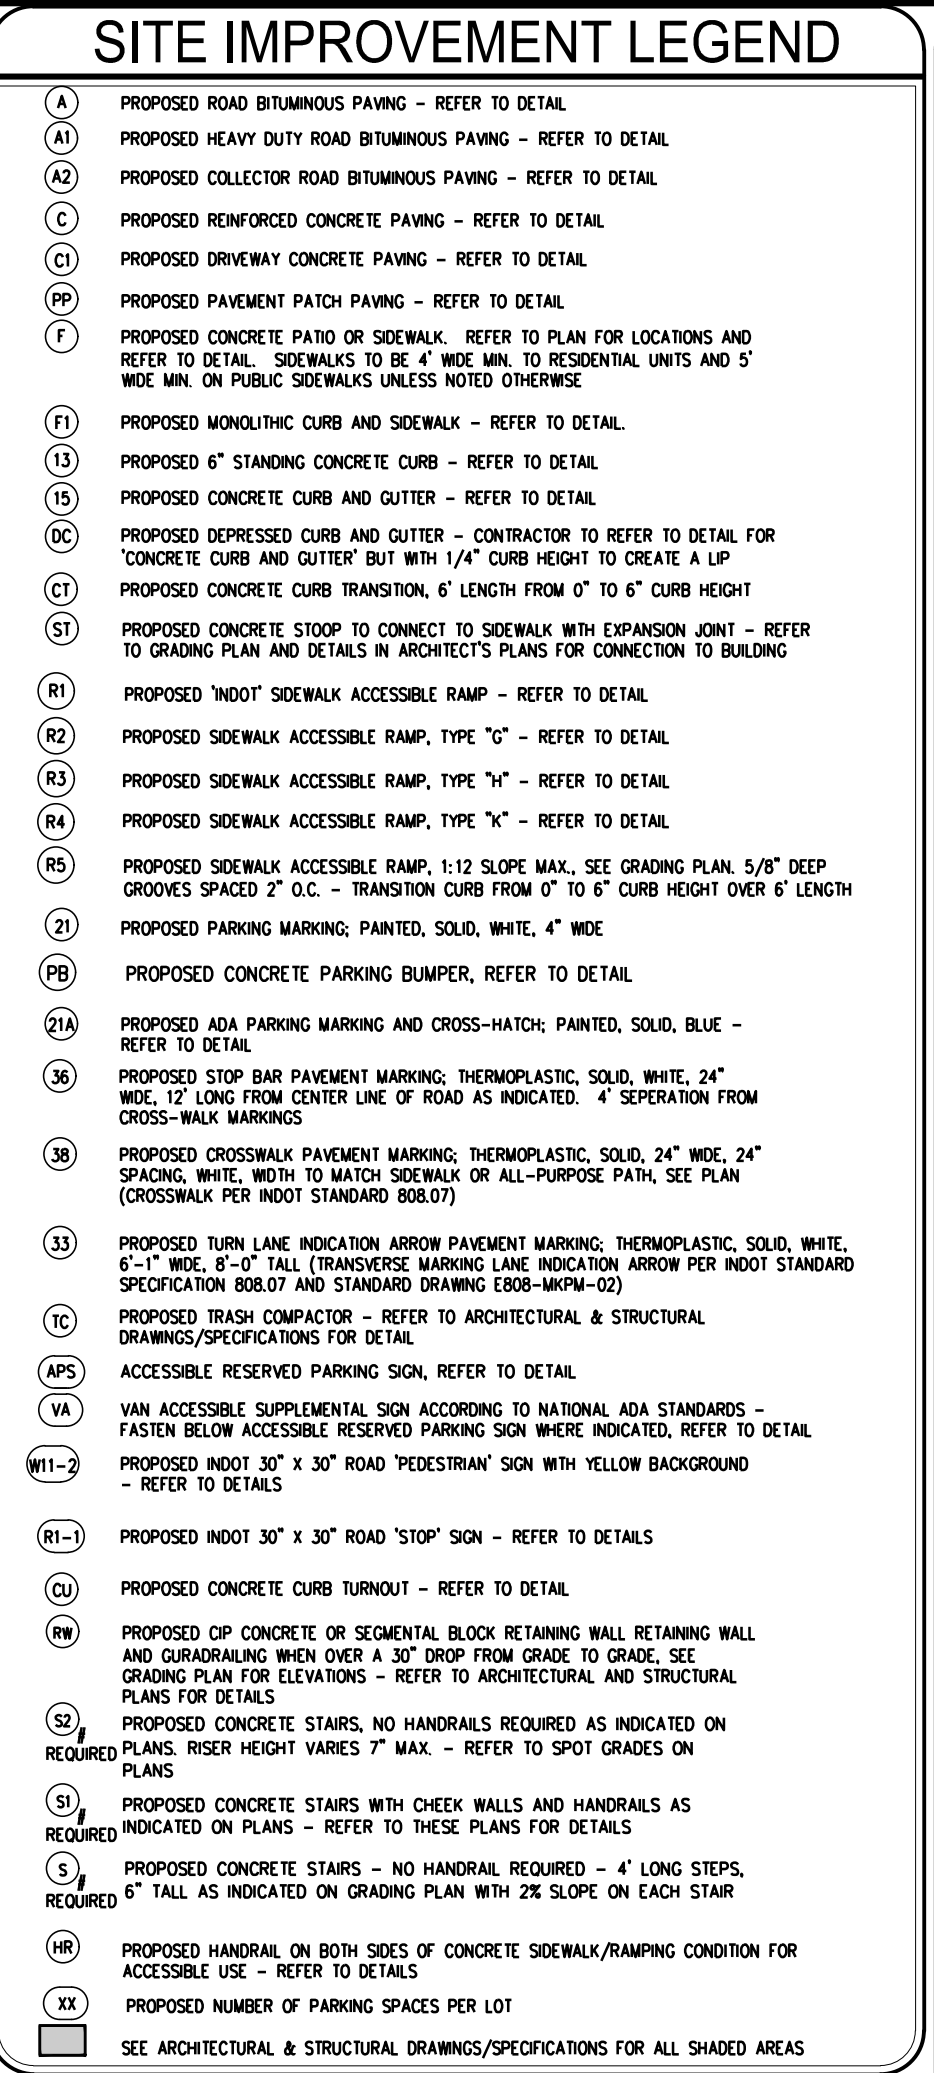 SITE IMPROVEMENT LEGEND
A PROPOSED ROAD BITUMINOUS PAVING – REFER TO DETAIL
A1 PROPOSED HEAVY DUTY ROAD BITUMINOUS PAVING – REFER TO DETAIL
A2 PROPOSED COLLECTOR ROAD BITUMINOUS PAVING – REFER TO DETAIL
C PROPOSED REINFORCED CONCRETE PAVING – REFER TO DETAIL
C1 PROPOSED DRIVEWAY CONCRETE PAVING – REFER TO DETAIL
PP PROPOSED PAVEMENT PATCH PAVING – REFER TO DETAIL
F PROPOSED CONCRETE PATIO OR SIDEWALK. REFER TO PLAN FOR LOCATIONS AND
REFER TO DETAIL. SIDEWALKS TO BE 4' WIDE MIN. TO RESIDENTIAL UNITS AND 5'
WIDE MIN. ON PUBLIC SIDEWALKS UNLESS NOTED OTHERWISE
F1 PROPOSED MONOLITHIC CURB AND SIDEWALK – REFER TO DETAIL.
13 PROPOSED 6" STANDING CONCRETE CURB – REFER TO DETAIL
15 PROPOSED CONCRETE CURB AND GUTTER – REFER TO DETAIL
DC PROPOSED DEPRESSED CURB AND GUTTER – CONTRACTOR TO REFER TO DETAIL FOR
'CONCRETE CURB AND GUTTER' BUT WITH 1/4" CURB HEIGHT TO CREATE A LIP
CT PROPOSED CONCRETE CURB TRANSITION, 6' LENGTH FROM 0" TO 6" CURB HEIGHT
ST PROPOSED CONCRETE STOOP TO CONNECT TO SIDEWALK WITH EXPANSION JOINT – REFER
TO GRADING PLAN AND DETAILS IN ARCHITECT'S PLANS FOR CONNECTION TO BUILDING
R1 PROPOSED 'INDOT' SIDEWALK ACCESSIBLE RAMP – REFER TO DETAIL
R2 PROPOSED SIDEWALK ACCESSIBLE RAMP, TYPE "G" – REFER TO DETAIL
R3 PROPOSED SIDEWALK ACCESSIBLE RAMP, TYPE "H" – REFER TO DETAIL
R4 PROPOSED SIDEWALK ACCESSIBLE RAMP, TYPE "K" – REFER TO DETAIL
R5 PROPOSED SIDEWALK ACCESSIBLE RAMP, 1:12 SLOPE MAX., SEE GRADING PLAN. 5/8" DEEP
GROOVES SPACED 2" O.C. – TRANSITION CURB FROM 0" TO 6" CURB HEIGHT OVER 6' LENGTH
21 PROPOSED PARKING MARKING; PAINTED, SOLID, WHITE, 4" WIDE
PB PROPOSED CONCRETE PARKING BUMPER, REFER TO DETAIL
21A PROPOSED ADA PARKING MARKING AND CROSS-HATCH; PAINTED, SOLID, BLUE –
REFER TO DETAIL
36 PROPOSED STOP BAR PAVEMENT MARKING; THERMOPLASTIC, SOLID, WHITE, 24"
WIDE, 12' LONG FROM CENTER LINE OF ROAD AS INDICATED. 4' SEPERATION FROM
CROSS-WALK MARKINGS
38 PROPOSED CROSSWALK PAVEMENT MARKING; THERMOPLASTIC, SOLID, 24" WIDE, 24"
SPACING, WHITE, WIDTH TO MATCH SIDEWALK OR ALL-PURPOSE PATH, SEE PLAN
(CROSSWALK PER INDOT STANDARD 808.07)
33 PROPOSED TURN LANE INDICATION ARROW PAVEMENT MARKING; THERMOPLASTIC, SOLID, WHITE,
6'-1" WIDE, 8'-0" TALL (TRANSVERSE MARKING LANE INDICATION ARROW PER INDOT STANDARD
SPECIFICATION 808.07 AND STANDARD DRAWING E808-MKPM-02)
TC PROPOSED TRASH COMPACTOR – REFER TO ARCHITECTURAL & STRUCTURAL
DRAWINGS/SPECIFICATIONS FOR DETAIL
APS ACCESSIBLE RESERVED PARKING SIGN, REFER TO DETAIL
VA VAN ACCESSIBLE SUPPLEMENTAL SIGN ACCORDING TO NATIONAL ADA STANDARDS –
FASTEN BELOW ACCESSIBLE RESERVED PARKING SIGN WHERE INDICATED, REFER TO DETAIL
W11-2 PROPOSED INDOT 30" X 30" ROAD 'PEDESTRIAN' SIGN WITH YELLOW BACKGROUND
– REFER TO DETAILS
R1-1 PROPOSED INDOT 30" X 30" ROAD 'STOP' SIGN – REFER TO DETAILS
CU PROPOSED CONCRETE CURB TURNOUT – REFER TO DETAIL
RW PROPOSED CIP CONCRETE OR SEGMENTAL BLOCK RETAINING WALL RETAINING WALL
AND GURADRAILING WHEN OVER A 30" DROP FROM GRADE TO GRADE, SEE
GRADING PLAN FOR ELEVATIONS – REFER TO ARCHITECTURAL AND STRUCTURAL
PLANS FOR DETAILS
S2 # PROPOSED CONCRETE STAIRS, NO HANDRAILS REQUIRED AS INDICATED ON
REQUIRED PLANS. RISER HEIGHT VARIES 7" MAX. – REFER TO SPOT GRADES ON
PLANS
S1 # PROPOSED CONCRETE STAIRS WITH CHEEK WALLS AND HANDRAILS AS
REQUIRED INDICATED ON PLANS – REFER TO THESE PLANS FOR DETAILS
S # PROPOSED CONCRETE STAIRS – NO HANDRAIL REQUIRED – 4' LONG STEPS,
REQUIRED 6" TALL AS INDICATED ON GRADING PLAN WITH 2% SLOPE ON EACH STAIR
HR PROPOSED HANDRAIL ON BOTH SIDES OF CONCRETE SIDEWALK/RAMPING CONDITION FOR
ACCESSIBLE USE – REFER TO DETAILS
XX PROPOSED NUMBER OF PARKING SPACES PER LOT
SEE ARCHITECTURAL & STRUCTURAL DRAWINGS/SPECIFICATIONS FOR ALL SHADED AREAS